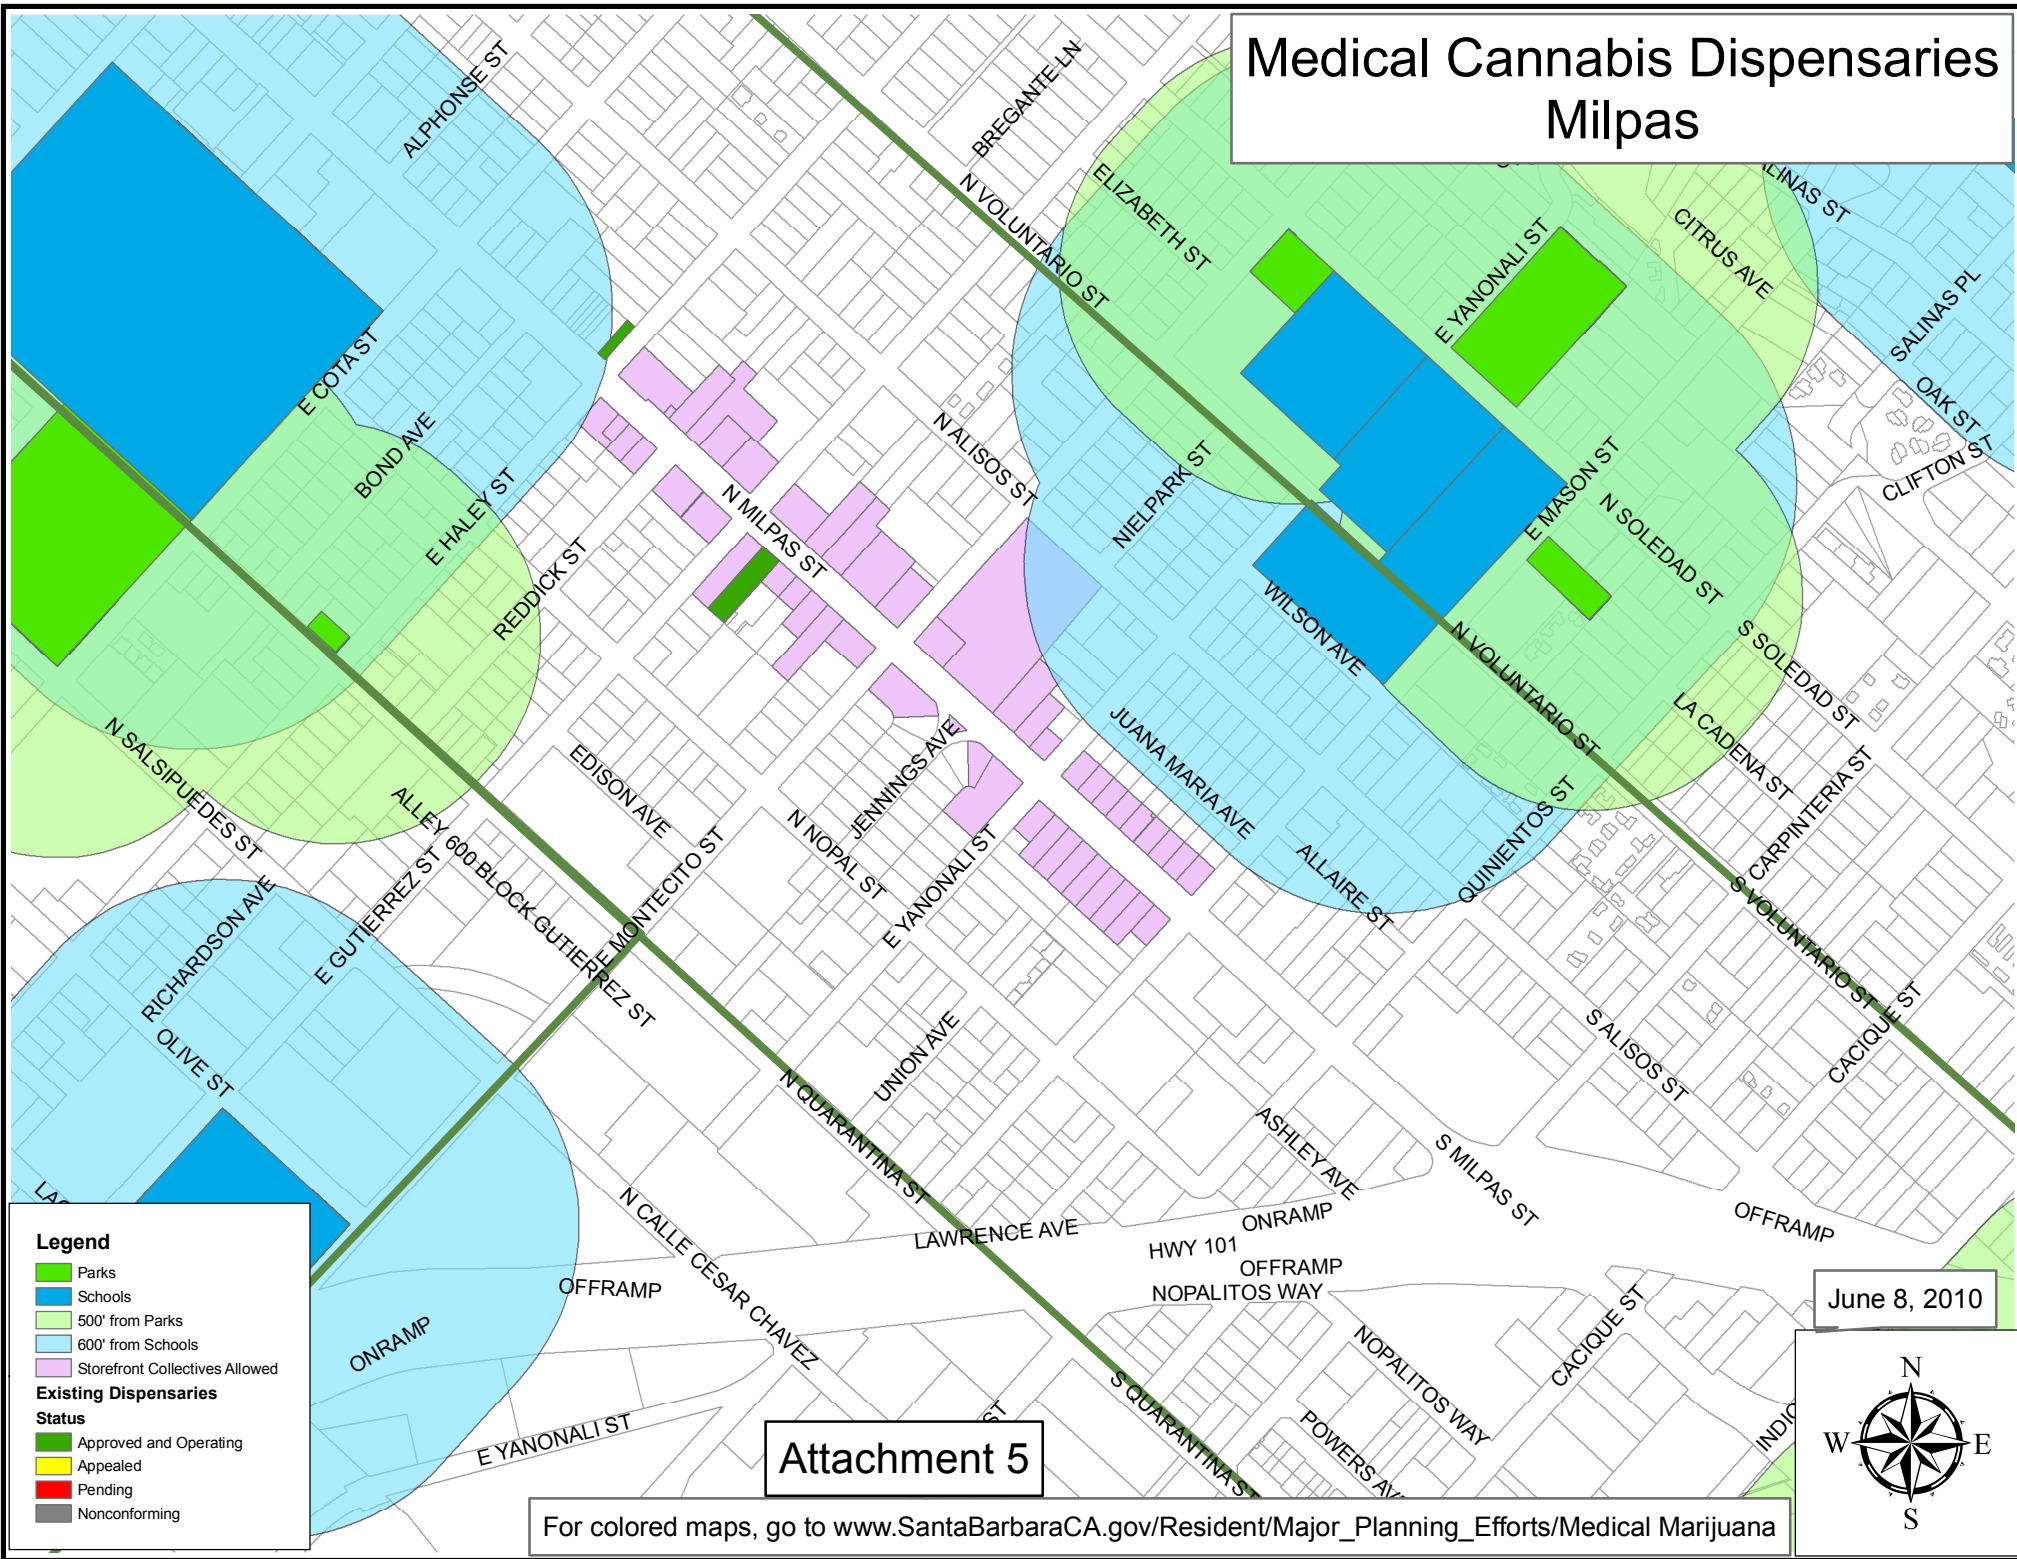 Medical Cannabis Dispensaries
Milpas
ALPHONSE ST
BREGANTE LN
ELIZABETH ST
N VOLUNTARIO ST
CITRUS AVE
E YANONALI ST
SALINAS PL
OAK ST
CLIFTON ST
E COTA ST
BOND AVE
E HALEY ST
REDDICK ST
N MILPAS ST
N ALISOS ST
NIELPARK ST
E MASON ST
N SOLEDAD ST
WILSON AVE
N VOLUNTARIO ST
S SOLEDAD ST
LA CADENA ST
CARPINTERIA ST
N SALSIPUEDES ST
EDISON AVE
JENNINGS AVE
JUANA MARIA AVE
N NOPAL ST
ALLEY 600 BLOCK GUTIERREZ ST
E MONTECITO ST
E YANONALI ST
ALLAIRE ST
QUINIENTOS ST
S VOLUNTARIO ST
RICHARDSON AVE
E GUTIERREZ ST
OLIVE ST
UNION AVE
S ALISOS ST
CACIQUE ST
N QUARANTINA ST
ASHLEY AVE
S MILPAS ST
N CALLE CESAR CHAVEZ
LAWRENCE AVE
ONRAMP
HWY 101
OFFRAMP
OFFRAMP
NOPALITOS WAY
OFFRAMP
ONRAMP
E YANONALI ST
S QUARANTINA ST
NOPALITOS WAY
CACIQUE ST
POWERS AV
ST
Legend
Parks
Schools
500' from Parks
600' from Schools
Storefront Collectives Allowed
Existing Dispensaries
Status
Approved and Operating
Appealed
Pending
Nonconforming
Attachment 5
June 8, 2010
N
W
E
S
For colored maps, go to www.SantaBarbaraCA.gov/Resident/Major_Planning_Efforts/Medical Marijuana